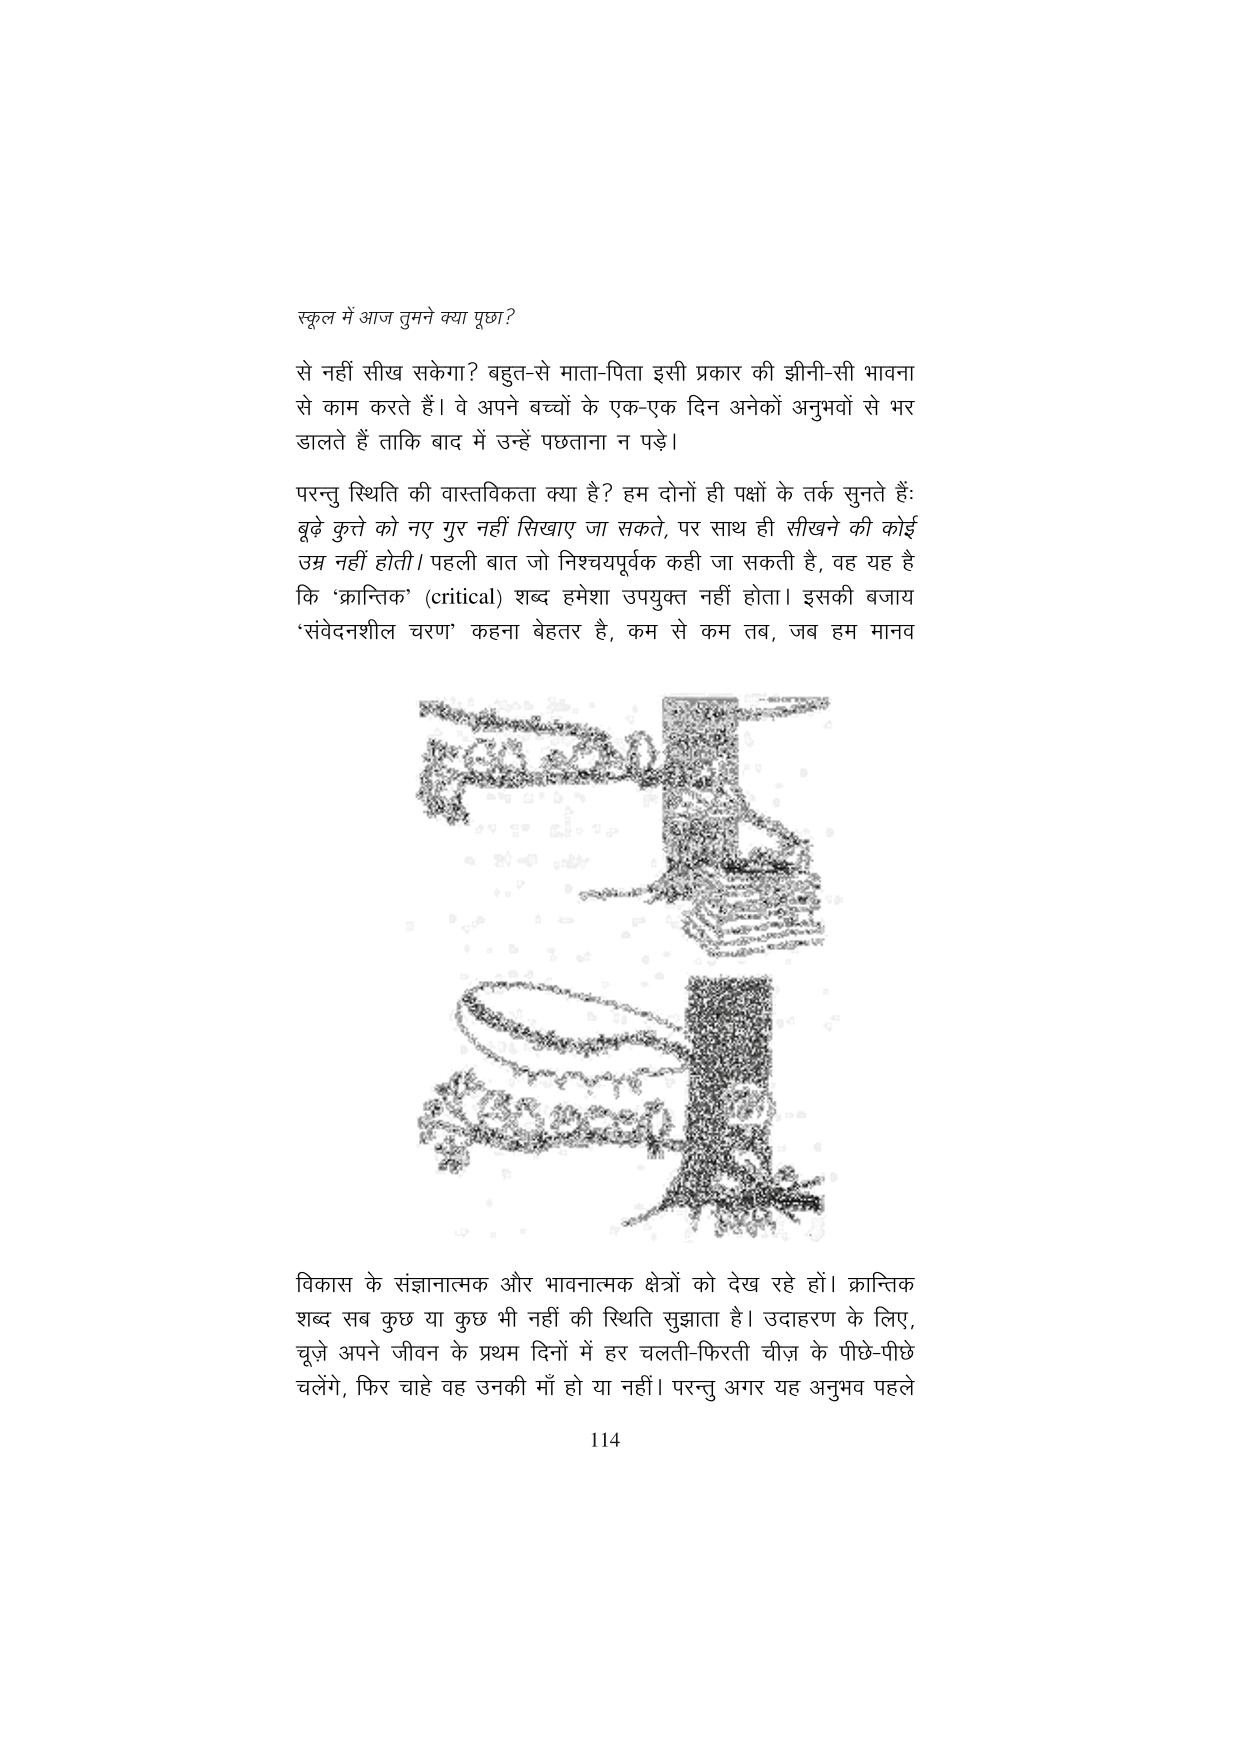 स्कूल में आज तुमने क्या पूछा?
से नहीं सीख सकेगा? बहुत-से माता-पिता इसी प्रकार की झीनी-सी भावना
से काम करते हैं। वे अपने बच्चों के एक-एक दिन अनेकों अनुभवों से भर
डालते हैं ताकि बाद में उन्हें पछताना न पड़े।
परन्तु स्थिति की वास्तविकता क्या है? हम दोनों ही पक्षों के तर्क सुनते हैं:
बूढ़े कुत्ते को नए गुर नहीं सिखाए जा सकते, पर साथ ही सीखने की कोई
उम्र नहीं होती। पहली बात जो निश्चयपूर्वक कही जा सकती है, वह यह है
कि ‘क्रान्तिक’ (critical) शब्द हमेशा उपयुक्त नहीं होता। इसकी बजाय
‘संवेदनशील चरण’ कहना बेहतर है, कम से कम तब, जब हम मानव
विकास के संज्ञानात्मक और भावनात्मक क्षेत्रों को देख रहे हों। क्रान्तिक
शब्द सब कुछ या कुछ भी नहीं की स्थिति सुझाता है। उदाहरण के लिए,
चूज़े अपने जीवन के प्रथम दिनों में हर चलती-फिरती चीज़ के पीछे-पीछे
चलेंगे, फिर चाहे वह उनकी माँ हो या नहीं। परन्तु अगर यह अनुभव पहले
114